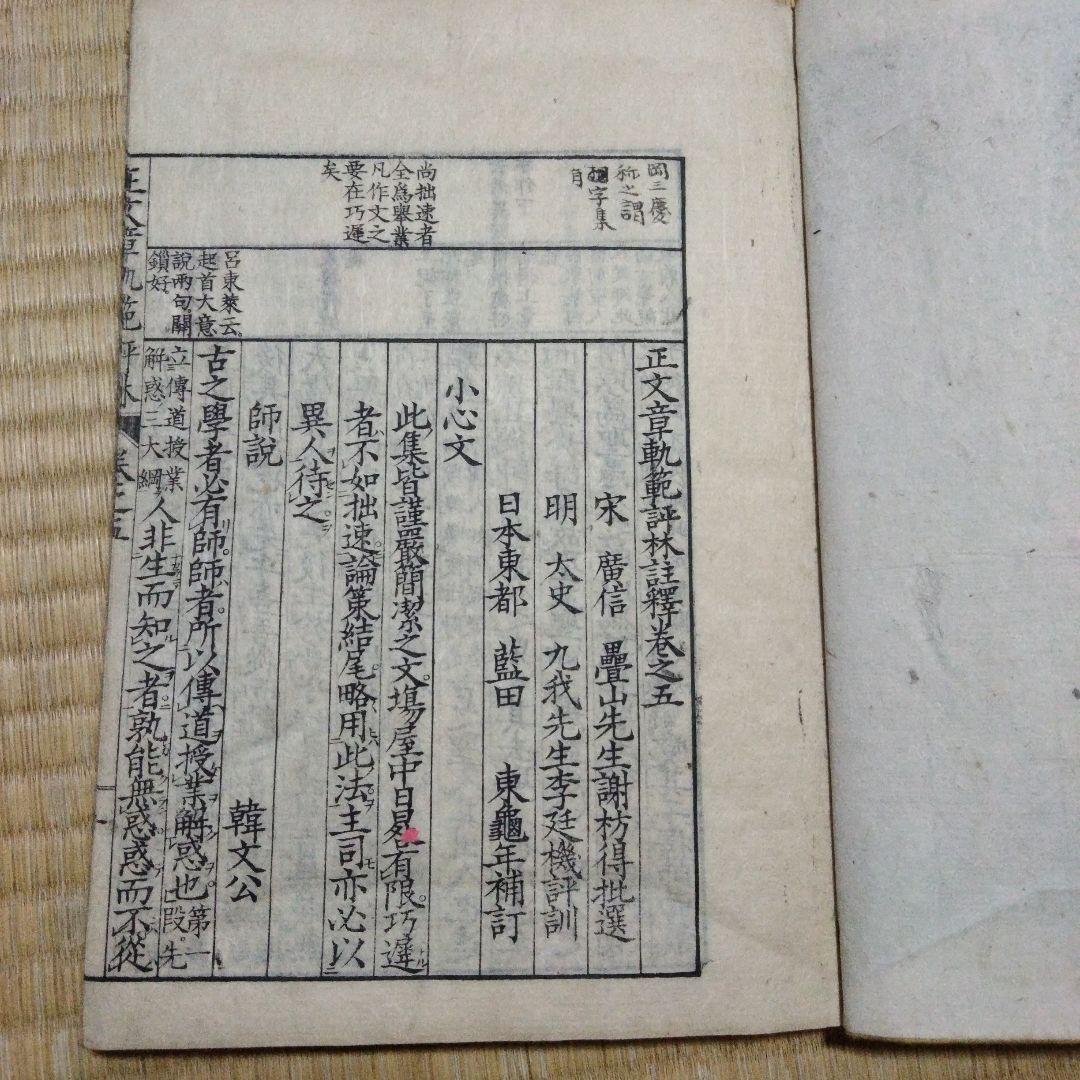 正文章軌範評林註釋卷之五
宋 廣信 疊山先生謝枋得批選
明 太史 九我先生李廷機評訓
日本東都 藍田 東龜年補訂
小心文
此集皆謹嚴簡潔之文場屋中日晷有限巧遲
者不如拙速論策結尾略用此法主司亦必以
異人待之
師說 韓文公
古之學者必有師師者所以傳道授業解惑也 第一
段先
立傳道授業
解惑三大綱
人非生而知之者孰能無惑惑而不從
尚拙速者
全爲舉業
凡作文之
要在巧遲
矣
呂東萊云
起首大意
說兩句關
鎖好
岡三慶
称之謂
字集
正文章軌範評林 卷之五